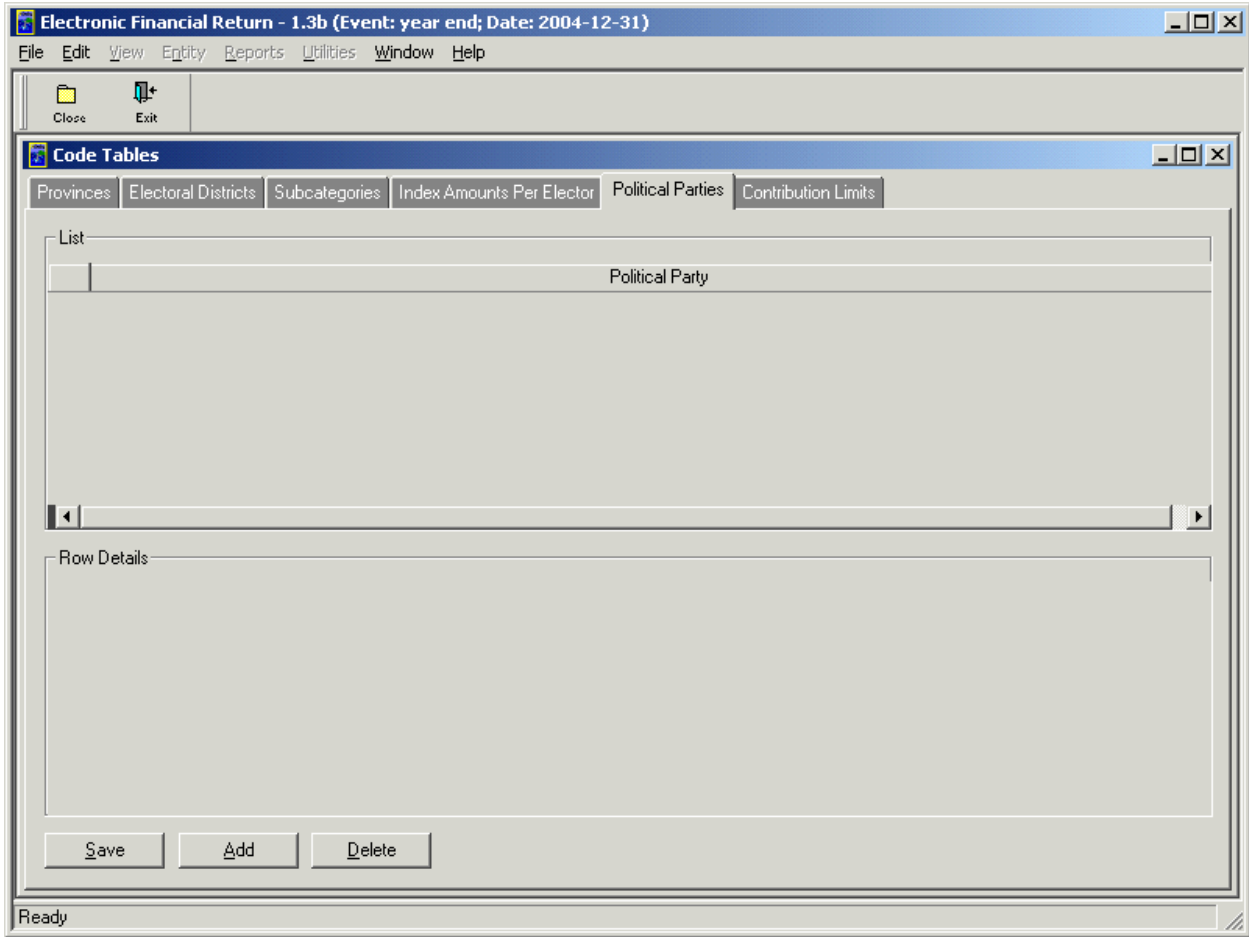 Electronic Financial Return - 1.3b (Event: year end; Date: 2004-12-31)
File Edit View Entity Reports Utilities Window Help
Close Exit
Code Tables
Provinces Electoral Districts Subcategories Index Amounts Per Elector Political Parties Contribution Limits
List
Political Party
Row Details
Save Add Delete
Ready